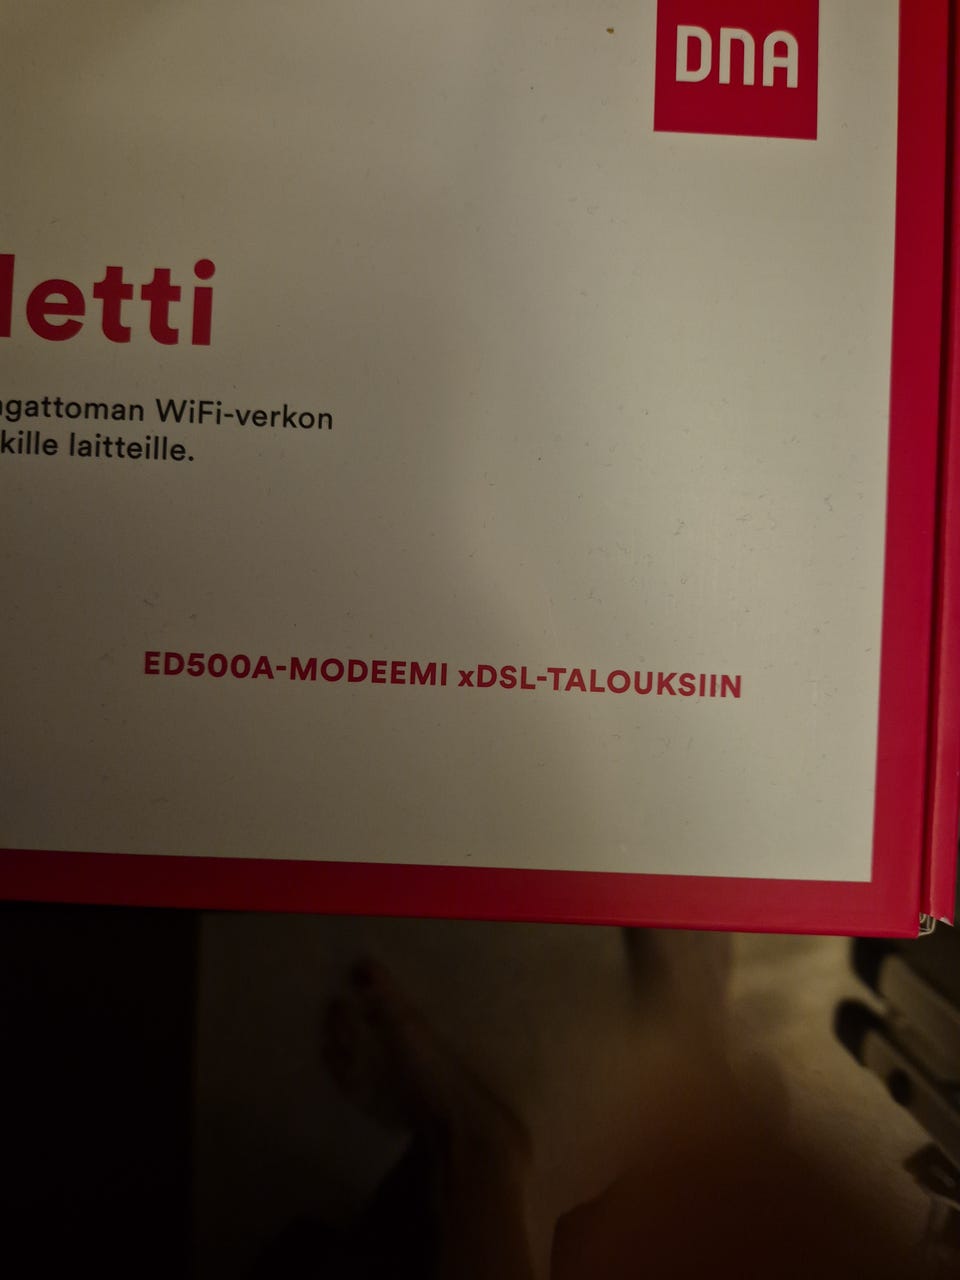 DNA
etti
gattoman WiFi-verkon
kille laitteille.
ED500A-MODEEMI xDSL-TALOUKSIIN